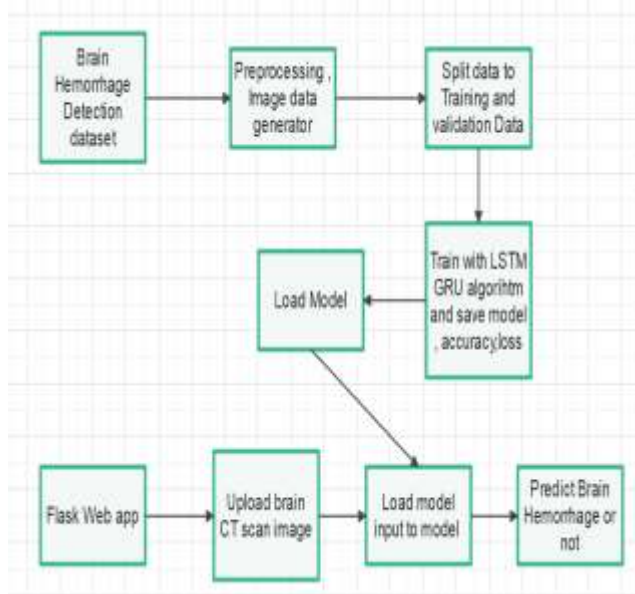 Brain
Hemorrhage
Detection
dataset
Preprocessing ,
Image data
generator
Split data to
Training and
validation Data
Train with LSTM
GRU algorihtm
and save model
, accuracy,loss
Load Model
Flask Web app
Upload brain
CT scan image
Load model
input to model
Predict Brain
Hemorrhage or
not